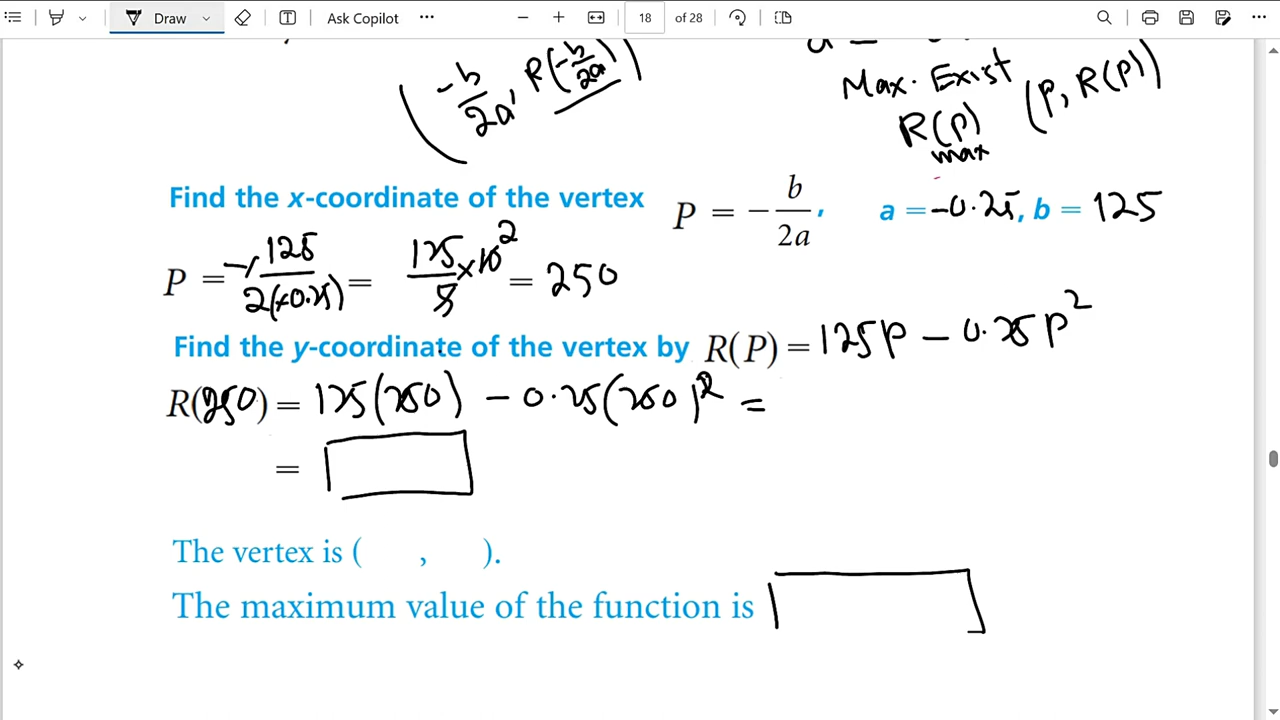 Draw
Ask Copilot
18 of 28
(-b/2a, R(-b/2a))
Max. Exist
R(p) max (p, R(p))
Find the x-coordinate of the vertex P = -b/2a, a = -0.25, b = 125
P = -125/2(-0.25) = 125/5 × 10 2 = 250
Find the y-coordinate of the vertex by R(P) = 125p - 0.25p²
R(250) = 125(250) - 0.25(250)² =
=
The vertex is ( , ).
The maximum value of the function is